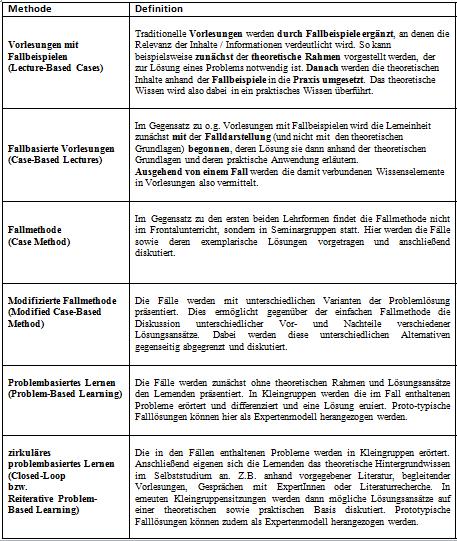 Methode
Definition
Vorlesungen mit
Fallbeispielen
(Lecture-Based Cases)
Traditionelle Vorlesungen werden durch Fallbeispiele ergänzt, an denen die
Relevanz der Inhalte / Informationen verdeutlicht wird. So kann
beispielsweise zunächst der theoretische Rahmen vorgestellt werden, der
zur Lösung eines Problems notwendig ist. Danach werden die theoretischen
Inhalte anhand der Fallbeispiele in die Praxis umgesetzt. Das theoretische
Wissen wird also dabei in ein praktisches Wissen überführt.
Fallbasierte Vorlesungen
(Case-Based Lectures)
Im Gegensatz zu o.g. Vorlesungen mit Fallbeispielen wird die Lerneinheit
zunächst mit der Falldarstellung (und nicht mit den theoretischen
Grundlagen) begonnen, deren Lösung sie dann anhand der theoretischen
Grundlagen und deren praktische Anwendung erläutern.
Ausgehend von einem Fall werden die damit verbundenen Wissenselemente
in Vorlesungen also vermittelt.
Fallmethode
(Case Method)
Im Gegensatz zu den ersten beiden Lehrformen findet die Fallmethode nicht
im Frontalunterricht, sondern in Seminargruppen statt. Hier werden die Fälle
sowie deren exemplarische Lösungen vorgetragen und anschließend
diskutiert.
Modifizierte Fallmethode
(Modified Case-Based
Method)
Die Fälle werden mit unterschiedlichen Varianten der Problemlösung
präsentiert. Dies ermöglicht gegenüber der einfachen Fallmethode die
Diskussion unterschiedlicher Vor- und Nachteile verschiedener
Lösungsansätze. Dabei werden diese unterschiedlichen Alternativen
gegenseitig abgegrenzt und diskutiert.
Problembasiertes Lernen
(Problem-Based Learning)
Die Fälle werden zunächst ohne theoretischen Rahmen und Lösungsansätze
den Lernenden präsentiert. In Kleingruppen werden die im Fall enthaltenen
Probleme erörtert und differenziert und eine Lösung eruiert. Proto-typische
Falllösungen können hier als Expertenmodell herangezogen werden.
zirkuläres
problembasiertes Lernen
(Closed-Loop
bzw.
Reiterative Problem-
Based Learning)
Die in den Fällen enthaltenen Probleme werden in Kleingruppen erörtert.
Anschließend eigenen sich die Lernenden das theoretische Hintergrundwissen
im Selbststudium an. Z.B. anhand vorgegebener Literatur, begleitender
Vorlesungen, Gesprächen mit ExpertInnen oder Literaturrecherche. In
erneuten Kleingruppensitzungen werden dann mögliche Lösungsansätze auf
einer theoretischen sowie praktischen Basis diskutiert. Prototypische
Falllösungen können zudem als Expertenmodell herangezogen werden.